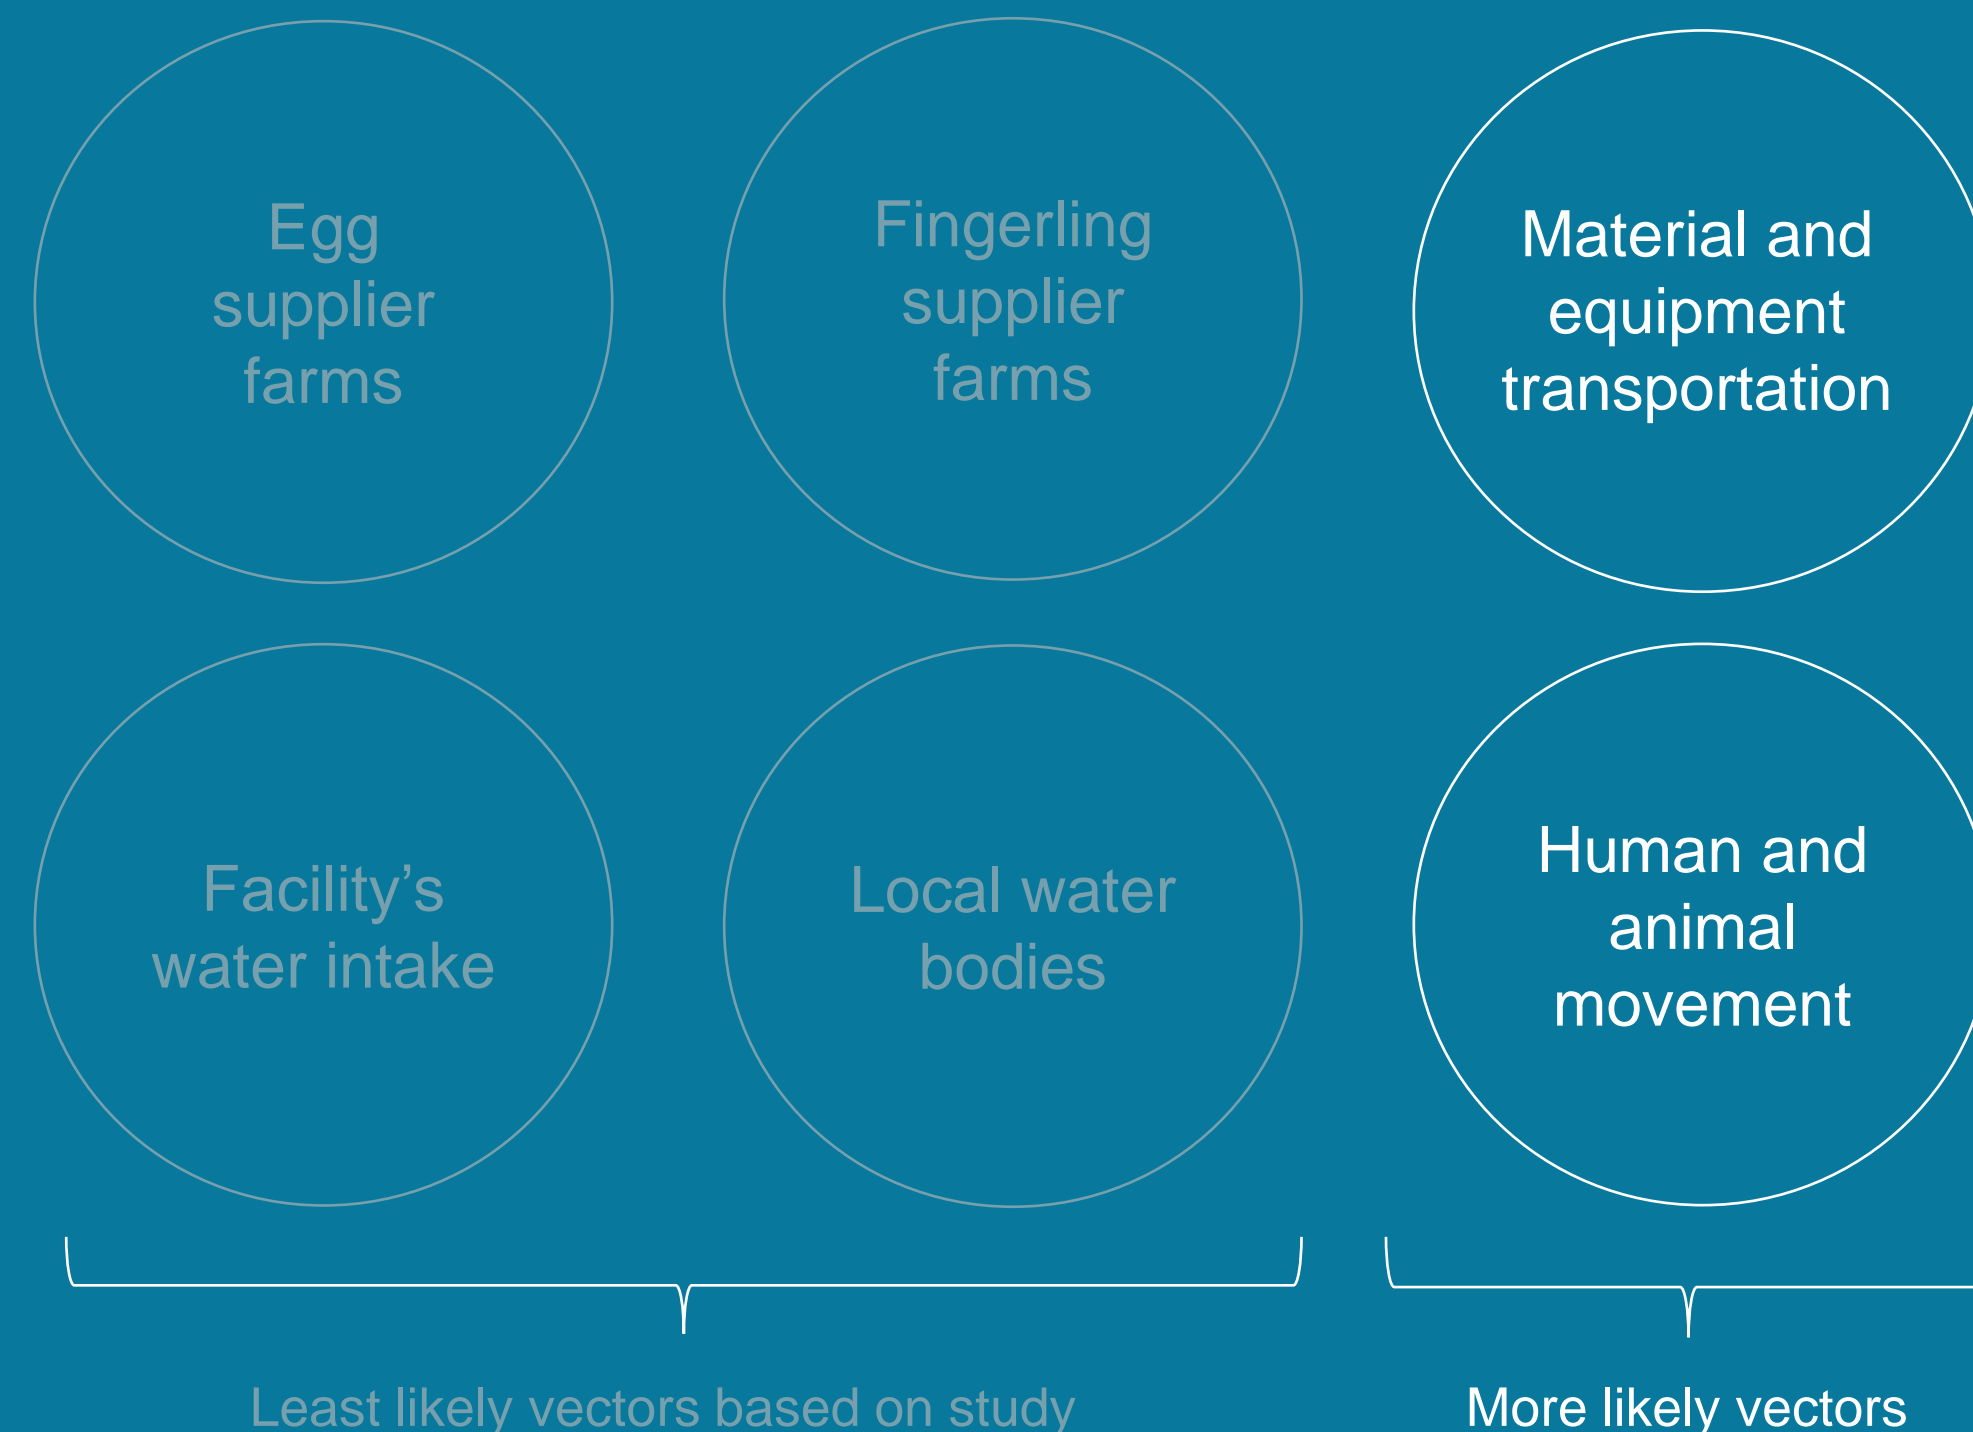 Egg
supplier
farms
Fingerling
supplier
farms
Material and
equipment
transportation
Facility’s
water intake
Local water
bodies
Human and
animal
movement
Least likely vectors based on study
More likely vectors